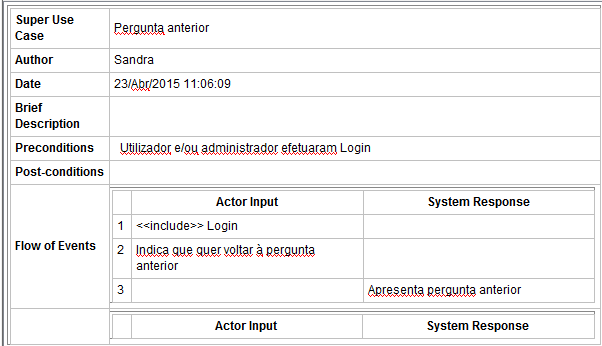 Super Use
Case
Pergunta anterior
Author
Sandra
Date
23/Abr/2015 11:06:09
Brief
Description
Preconditions
Utilizador e/ou administrador efetuaram Login
Post-conditions
Flow of Events
Actor Input
System Response
1
<<include>> Login
2
Indica que quer voltar à pergunta
anterior
3
Apresenta pergunta anterior
Actor Input
System Response